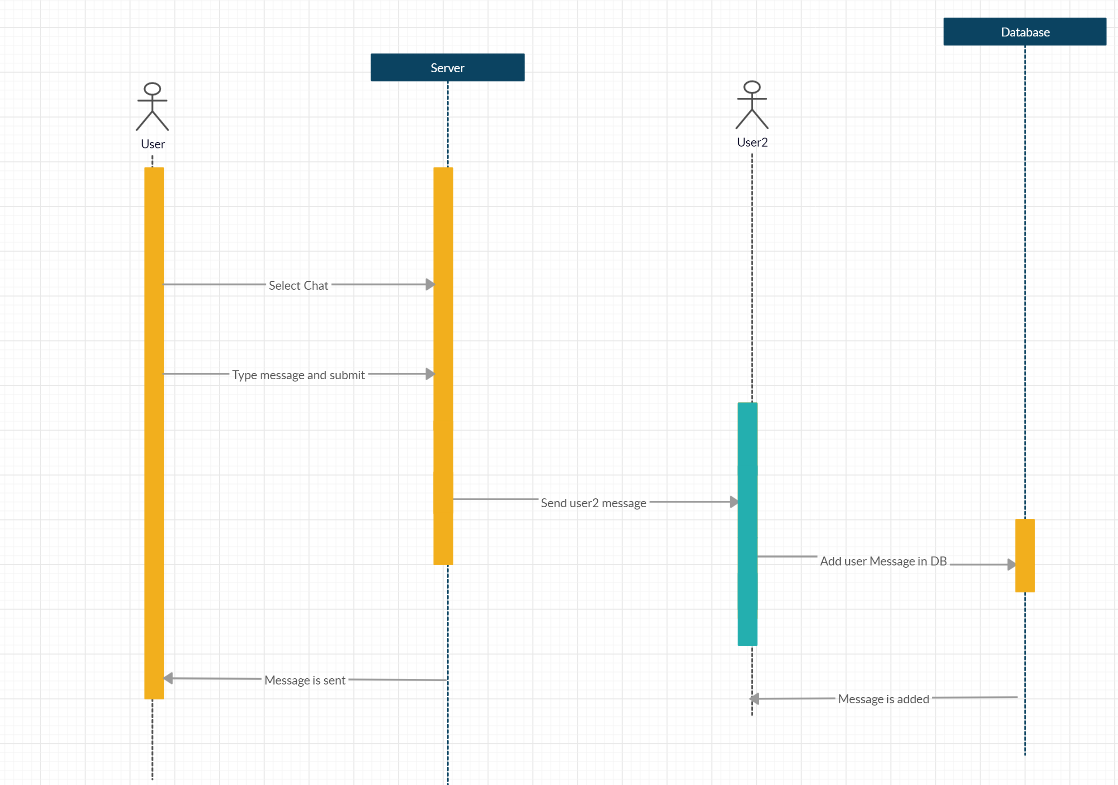 Database
Server
User
User2
Select Chat
Type message and submit
Send user2 message
Add user Message in DB
Message is sent
Message is added